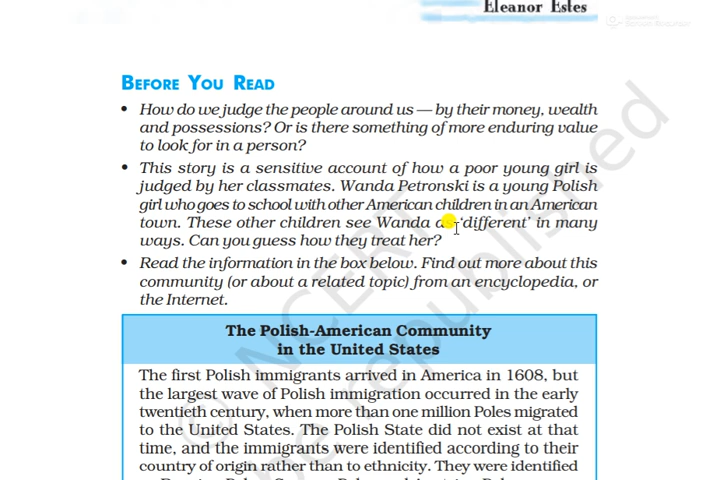 Eleanor Estes
BEFORE YOU READ
• How do we judge the people around us — by their money, wealth
and possessions? Or is there something of more enduring value
to look for in a person?
• This story is a sensitive account of how a poor young girl is
judged by her classmates. Wanda Petronski is a young Polish
girl who goes to school with other American children in an American
town. These other children see Wanda as 'different' in many
ways. Can you guess how they treat her?
• Read the information in the box below. Find out more about this
community (or about a related topic) from an encyclopedia, or
the Internet.
The Polish-American Community
in the United States
The first Polish immigrants arrived in America in 1608, but
the largest wave of Polish immigration occurred in the early
twentieth century, when more than one million Poles migrated
to the United States. The Polish State did not exist at that
time, and the immigrants were identified according to their
country of origin rather than to ethnicity. They were identified
© NCERT
be republished